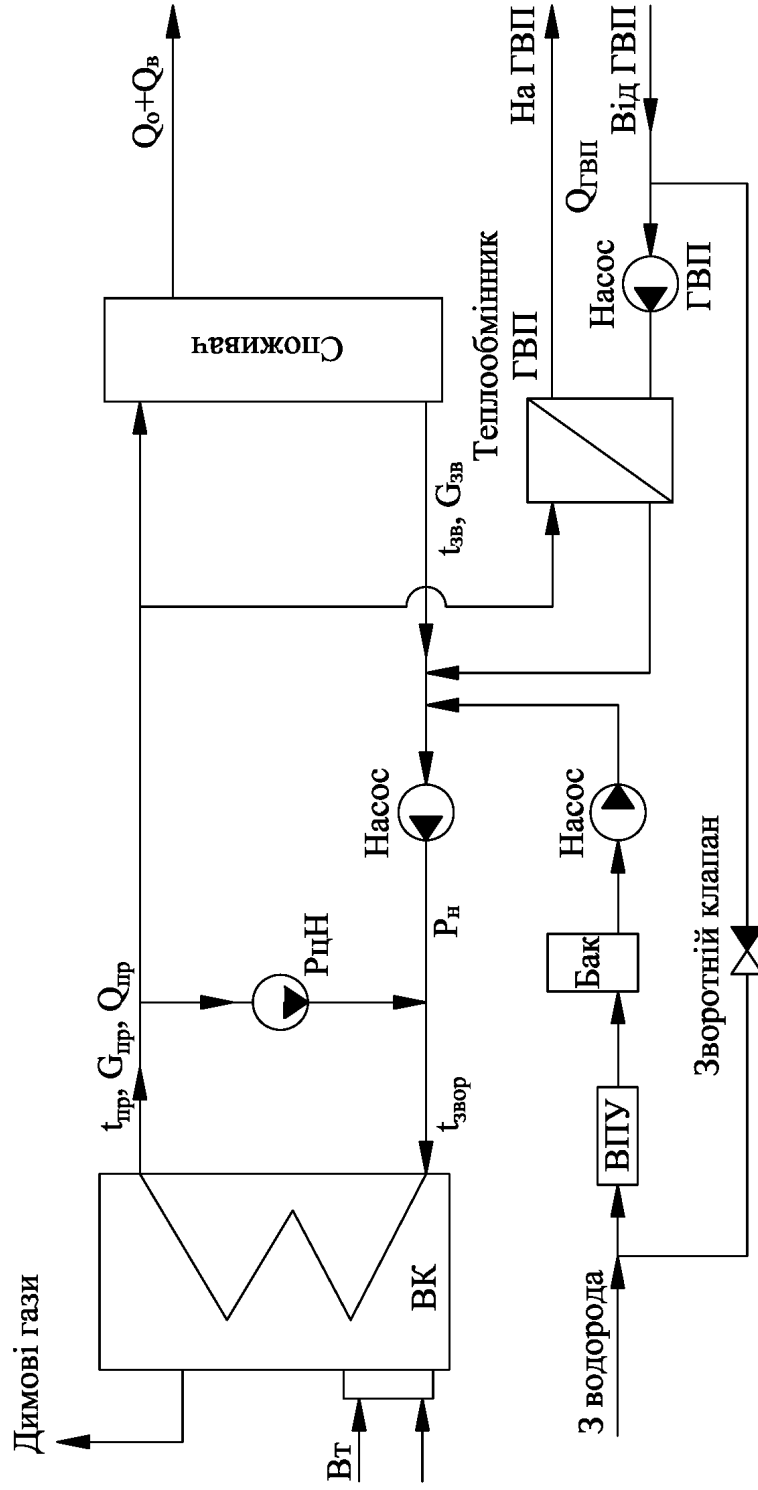 Димові гази
Вт
ВК
tпр, Gпр, Qпр
tзвор
РцН
Рн
Насос
tзв, Gзв
Споживач
Qо+Qв
З водорода
ВПУ
Бак
Насос
Зворотній клапан
Теплообмінник
ГВП
Насос
ГВП
QГВП
На ГВП
Від ГВП